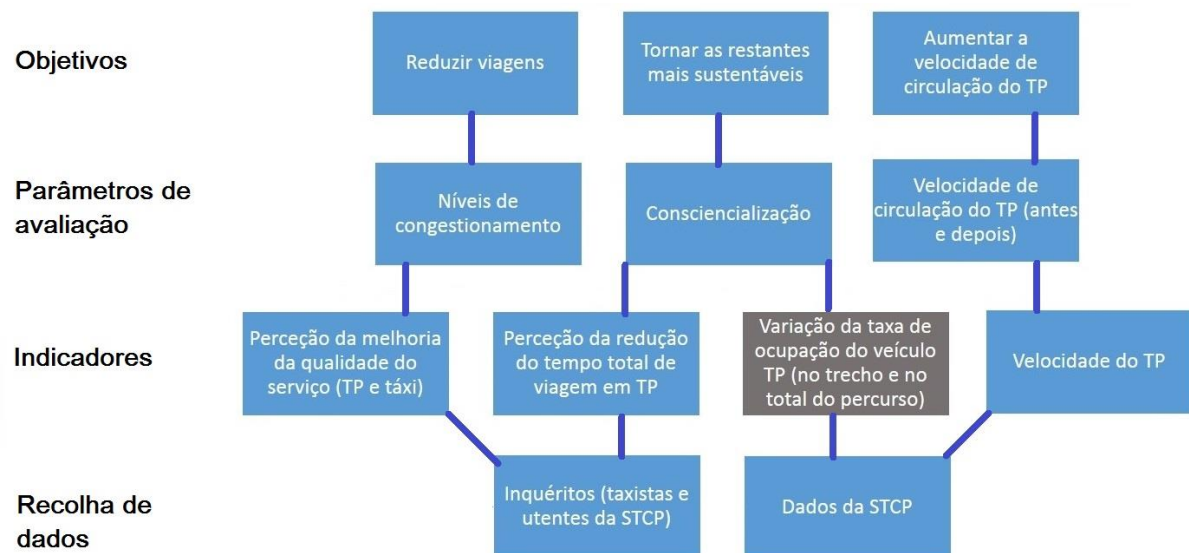 Objetivos
Reduzir viagens
Tornar as restantes
mais sustentáveis
Aumentar a
velocidade de
circulação do TP
Parâmetros de
avaliação
Níveis de
congestionamento
Consciencialização
Velocidade de
circulação do TP (antes
e depois)
Indicadores
Perceção da melhoria
da qualidade do
serviço (TP e táxi)
Perceção da redução
do tempo total de
viagem em TP
Variação da taxa de
ocupação do veículo
TP (no trecho e no
total do percurso)
Velocidade do TP
Recolha de
dados
Inquéritos (taxistas e
utentes da STCP)
Dados da STCP